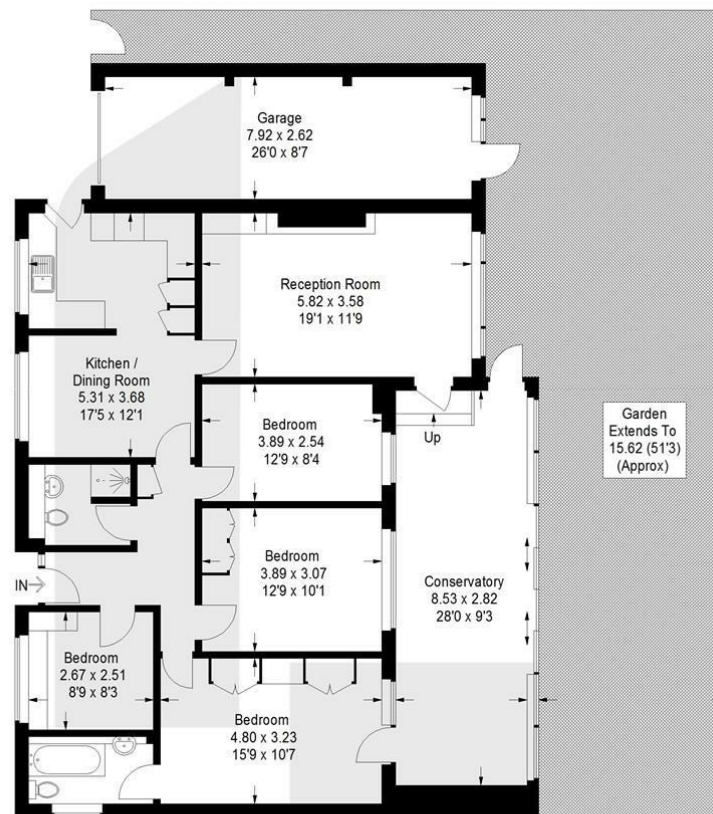 Garage
7.92 x 2.62
26'0 x 8'7
Reception Room
5.82 x 3.58
19'1 x 11'9
Kitchen /
Dining Room
5.31 x 3.68
17'5 x 12'1
Bedroom
3.89 x 2.54
12'9 x 8'4
Up
Garden
Extends To
15.62 (51'3)
(Approx)
IN
Bedroom
3.89 x 3.07
12'9 x 10'1
Conservatory
8.53 x 2.82
28'0 x 9'3
Bedroom
2.67 x 2.51
8'9 x 8'3
Bedroom
4.80 x 3.23
15'9 x 10'7